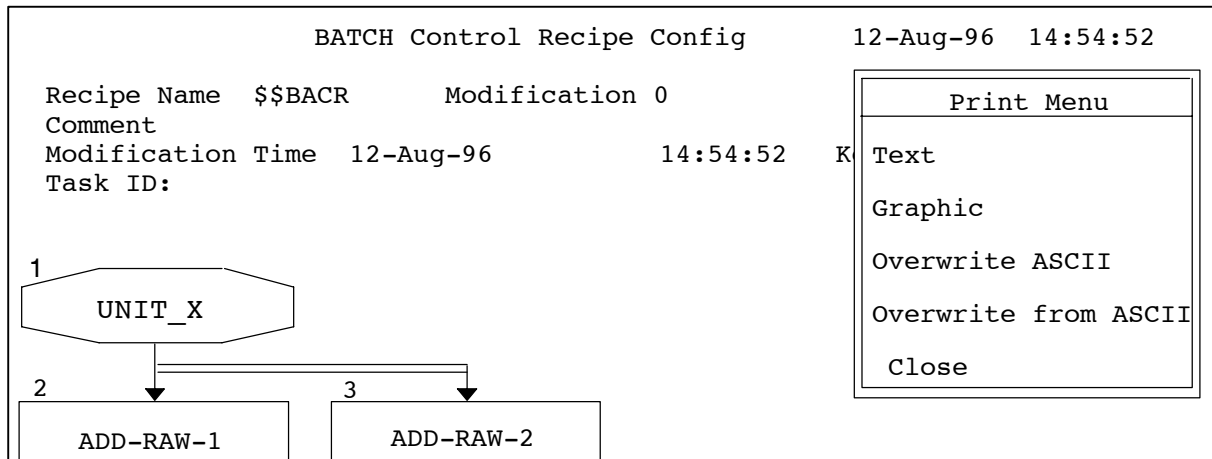 BATCH Control Recipe Config 12-Aug-96 14:54:52
Recipe Name $$BACR Modification 0
Comment
Modification Time 12-Aug-96 14:54:52
Task ID:
Print Menu
Text
Graphic
Overwrite ASCII
Overwrite from ASCII
Close
1
UNIT_X
2
3
ADD-RAW-1
ADD-RAW-2